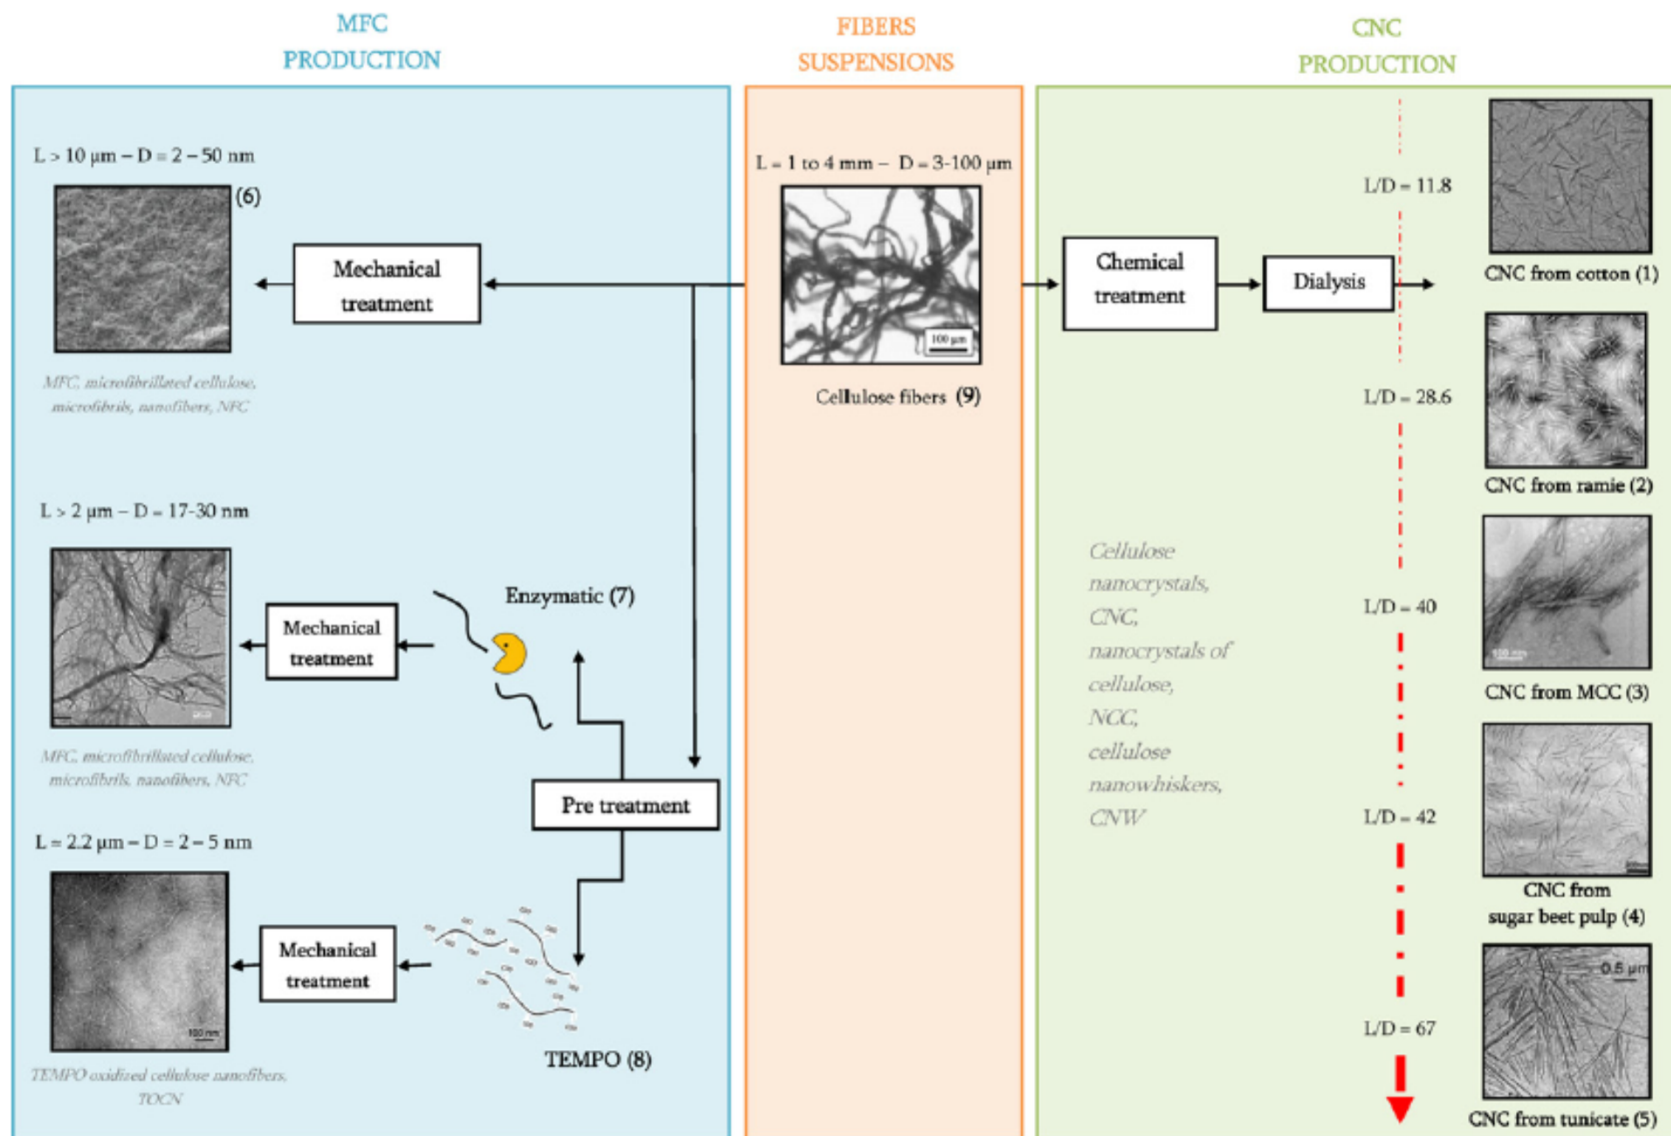 MFC
PRODUCTION
FIBERS
SUSPENSIONS
CNC
PRODUCTION
L > 10 µm – D = 2 – 50 nm
(6)
Mechanical
treatment
MFC, microfibrillated cellulose,
microfibrils, nanofibers, NFC
L > 2 µm – D = 17-30 nm
Enzymatic (7)
Mechanical
treatment
MFC, microfibrillated cellulose,
microfibrils, nanofibers, NFC
Pre treatment
L = 2.2 µm – D = 2 – 5 nm
Mechanical
treatment
100 nm
TEMPO (8)
TEMPO oxidized cellulose nanofibers,
TOCN
L = 1 to 4 mm – D = 3-100 µm
100 µm
Cellulose fibers (9)
Chemical
treatment
Dialysis
Cellulose
nanocrystals,
CNC,
nanocrystals of
cellulose,
NCC,
cellulose
nanowhiskers,
CNW
L/D = 11.8
CNC from cotton (1)
L/D = 28.6
CNC from ramie (2)
L/D = 40
CNC from MCC (3)
L/D = 42
CNC from
sugar beet pulp (4)
L/D = 67
0.5 µm
CNC from tunicate (5)